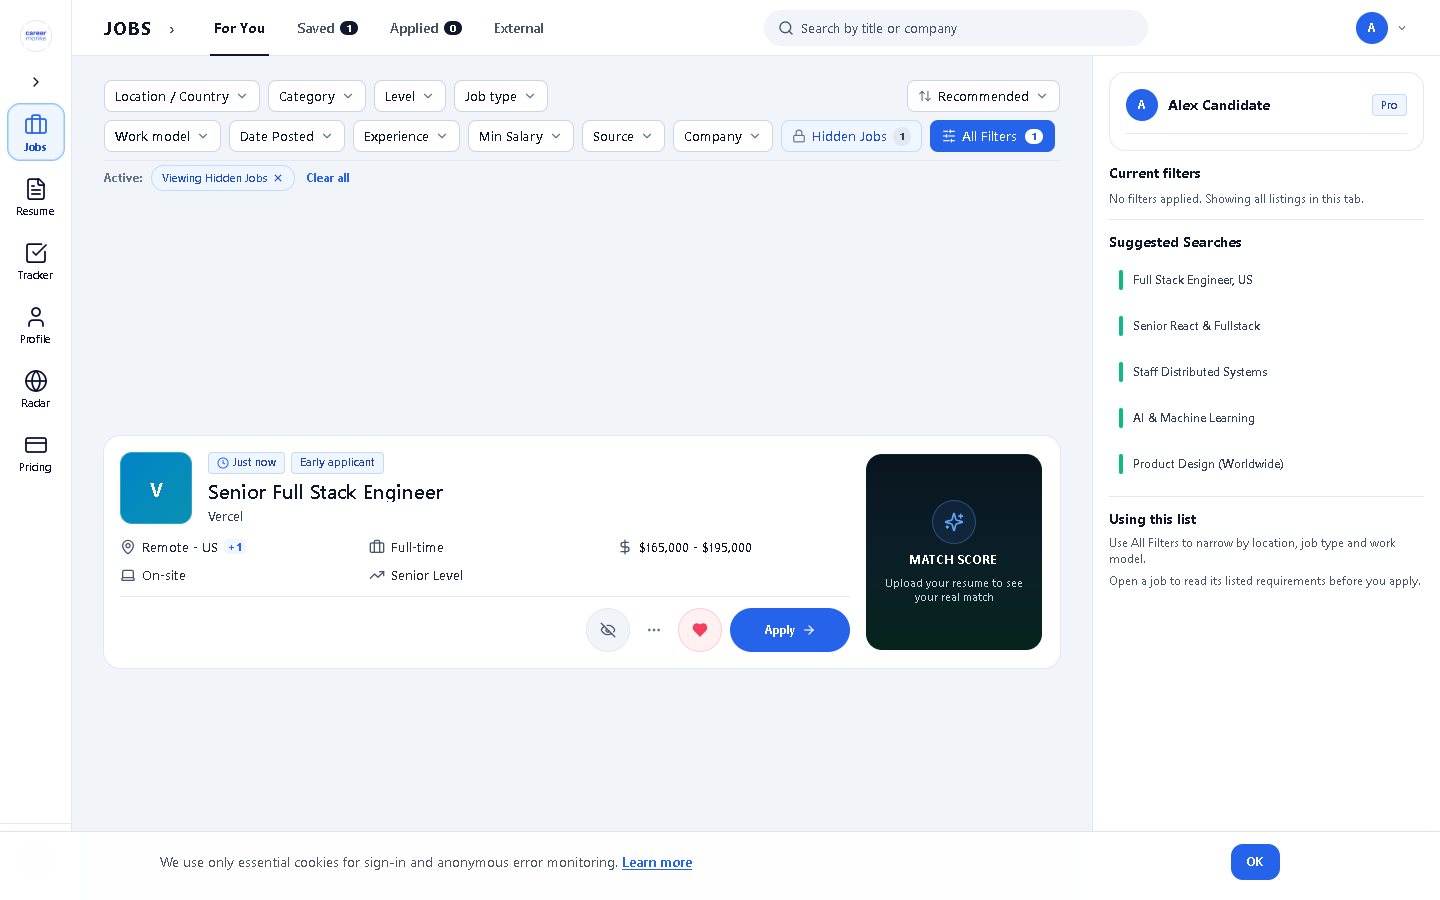 career
monke
JOBS
For You
Saved 1
Applied 0
External
Search by title or company
A
Jobs
Resume
Tracker
Profile
Radar
Pricing
Location / Country
Category
Level
Job type
Recommended
Work model
Date Posted
Experience
Min Salary
Source
Company
Hidden Jobs 1
All Filters 1
Active:
Viewing Hidden Jobs
Clear all
V
Just now
Early applicant
Senior Full Stack Engineer
Vercel
Remote - US +1
Full-time
$165,000 - $195,000
On-site
Senior Level
Apply
MATCH SCORE
Upload your resume to see
your real match
A
Alex Candidate
Pro
Current filters
No filters applied. Showing all listings in this tab.
Suggested Searches
Full Stack Engineer, US
Senior React & Fullstack
Staff Distributed Systems
AI & Machine Learning
Product Design (Worldwide)
Using this list
Use All Filters to narrow by location, job type and work
model.
Open a job to read its listed requirements before you apply.
We use only essential cookies for sign-in and anonymous error monitoring. Learn more
OK